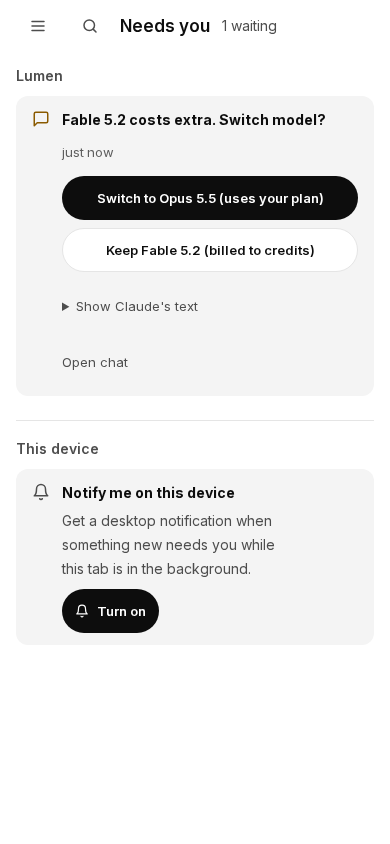 Needs you 1 waiting
Lumen
Fable 5.2 costs extra. Switch model?
just now
Switch to Opus 5.5 (uses your plan)
Keep Fable 5.2 (billed to credits)
Show Claude's text
Open chat
This device
Notify me on this device
Get a desktop notification when
something new needs you while
this tab is in the background.
Turn on